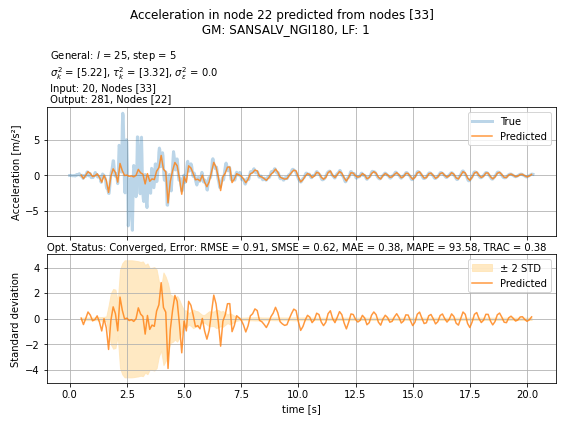 Acceleration in node 22 predicted from nodes [33]
GM: SANSALV_NGI180, LF: 1
General: l = 25, step = 5
σ²ₖ = [5.22], τ²ₖ = [3.32], σ²ε = 0.0
Input: 20, Nodes [33]
Output: 281, Nodes [22]
Acceleration [m/s²]
5
0
−5
True
Predicted
Opt. Status: Converged, Error: RMSE = 0.91, SMSE = 0.62, MAE = 0.38, MAPE = 93.58, TRAC = 0.38
Standard deviation
4
2
0
−2
−4
± 2 STD
Predicted
0.0 2.5 5.0 7.5 10.0 12.5 15.0 17.5 20.0
time [s]